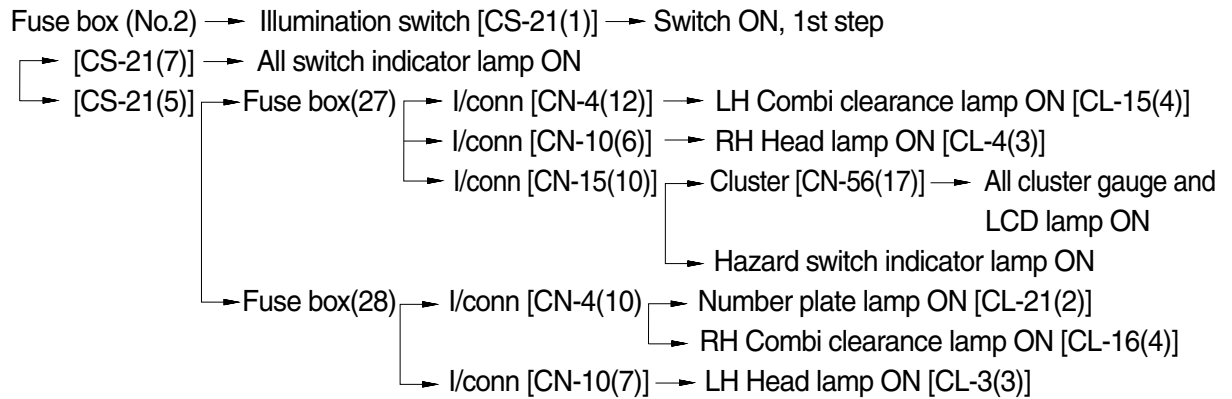 Fuse box (No.2) → Illumination switch [CS-21(1)] → Switch ON, 1st step
→ [CS-21(7)] → All switch indicator lamp ON
→ [CS-21(5)] → Fuse box(27) → I/conn [CN-4(12)] → LH Combi clearance lamp ON [CL-15(4)]
→ I/conn [CN-10(6)] → RH Head lamp ON [CL-4(3)]
→ I/conn [CN-15(10)] → Cluster [CN-56(17)] → All cluster gauge and
LCD lamp ON
→ Hazard switch indicator lamp ON
→ Fuse box(28) → I/conn [CN-4(10) → Number plate lamp ON [CL-21(2)]
→ RH Combi clearance lamp ON [CL-16(4)]
→ I/conn [CN-10(7)] → LH Head lamp ON [CL-3(3)]